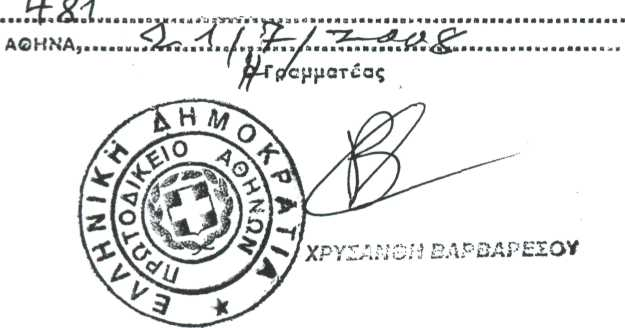 481
ΑΘΗΝΑ, 21/7/2008
Η Γραμματέας
ΕΛΛΗΝΙΚΗ ΔΗΜΟΚΡΑΤΙΑ
ΠΡΩΤΟΔΙΚΕΙΟ ΑΘΗΝΩΝ
ΧΡΥΣΑΝΘΗ ΒΑΡΒΑΡΕΣΟΥ